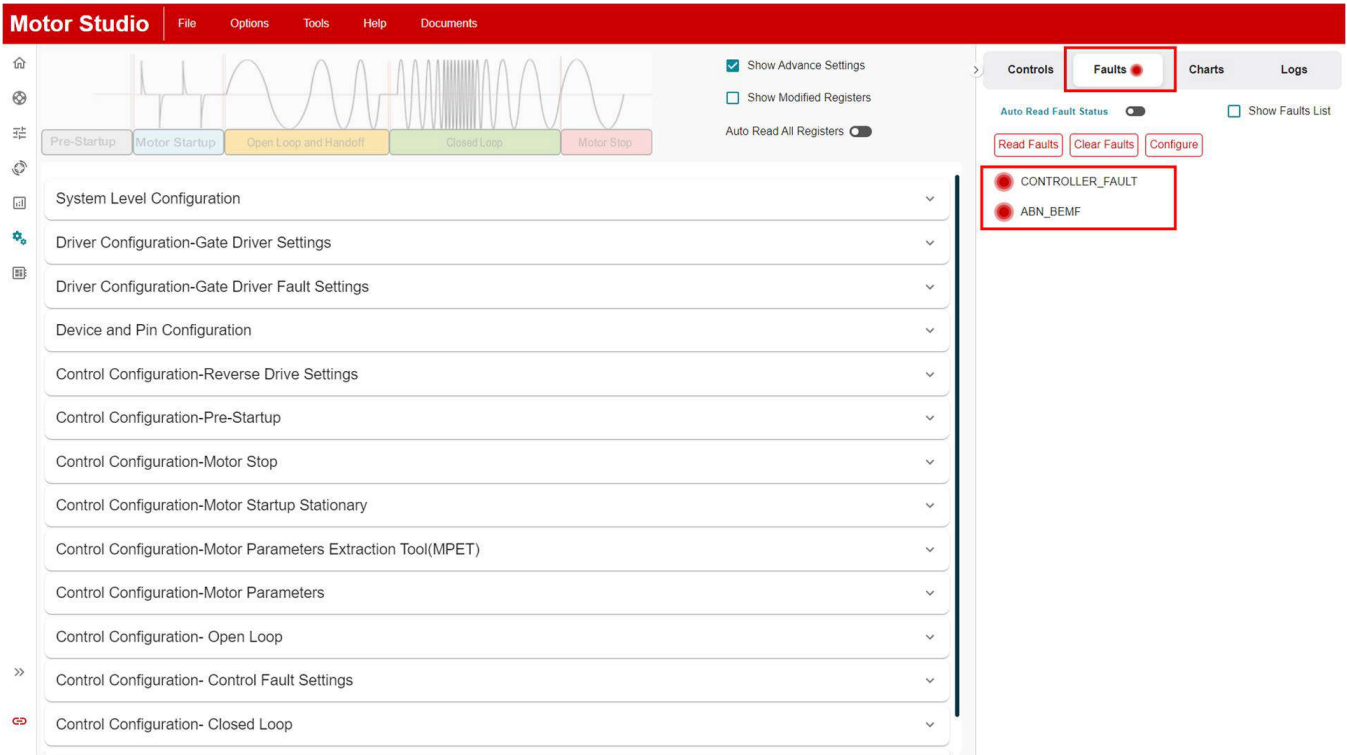 Motor Studio File Options Tools Help Documents
Pre-Startup Motor Startup Open Loop and Handoff Closed Loop Motor Stop
Show Advance Settings
Show Modified Registers
Auto Read All Registers
System Level Configuration
Driver Configuration-Gate Driver Settings
Driver Configuration-Gate Driver Fault Settings
Device and Pin Configuration
Control Configuration-Reverse Drive Settings
Control Configuration-Pre-Startup
Control Configuration-Motor Stop
Control Configuration-Motor Startup Stationary
Control Configuration-Motor Parameters Extraction Tool(MPET)
Control Configuration-Motor Parameters
Control Configuration- Open Loop
Control Configuration- Control Fault Settings
Control Configuration- Closed Loop
Controls Faults Charts Logs
Auto Read Fault Status Show Faults List
Read Faults Clear Faults Configure
CONTROLLER_FAULT
ABN_BEMF